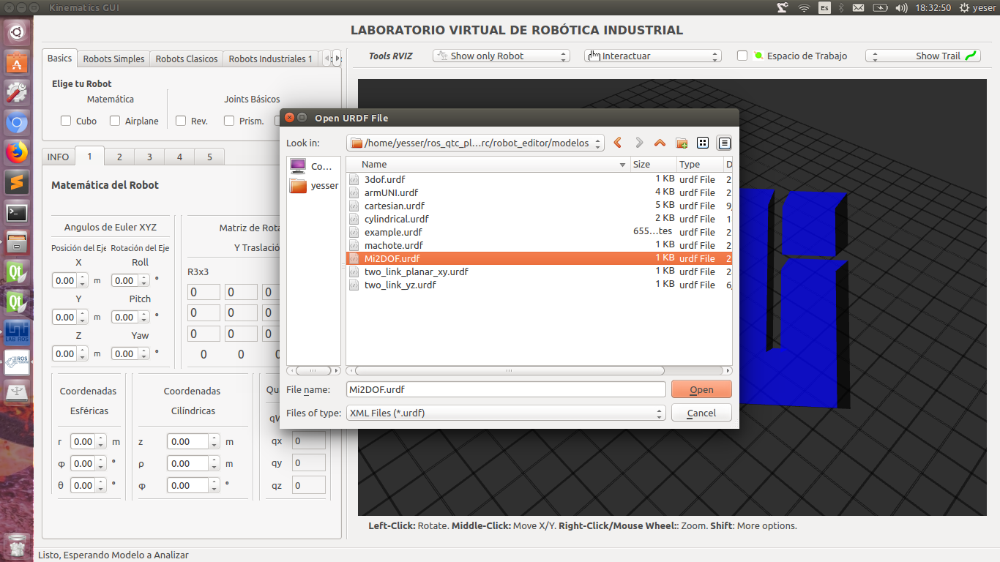 Kinematics GUI
Es
18:32:50
yeser
LABORATORIO VIRTUAL DE ROBÓTICA INDUSTRIAL
Basics
Robots Simples
Robots Clasicos
Robots Industriales 1
Tools RVIZ
Show only Robot
Interactuar
Espacio de Trabajo
Show Trail
Elige tu Robot
Matemática
Joints Básicos
Cubo
Airplane
Rev.
Prism.
Open URDF File
Look in:
/home/yesser/ros_qtc_pl...rc/robot_editor/modelos
Co...
yesser
Name
Size
Type
D
3dof.urdf 1 KB urdf File 2
armUNI.urdf 4 KB urdf File 2
cartesian.urdf 5 KB urdf File 9,
cylindrical.urdf 2 KB urdf File 1
example.urdf 655...tes urdf File 2
machote.urdf 1 KB urdf File 2
Mi2DOF.urdf 1 KB urdf File 2
two_link_planar_xy.urdf 1 KB urdf File 2
two_link_yz.urdf 1 KB urdf File 6,
File name:
Mi2DOF.urdf
Open
Files of type:
XML Files (*.urdf)
Cancel
INFO
1
2
3
4
5
Matemática del Robot
Angulos de Euler XYZ
Posición del Eje
Rotación del Eje
X
Roll
0.00 m
0.00 °
Y
Pitch
0.00 m
0.00 °
Z
Yaw
0.00 m
0.00 °
Matriz de Rota
Y Traslació
R3x3
0 0 0
0 0 0
0 0 0
0 0 0
Coordenadas
Esféricas
r 0.00 m
φ 0.00 °
θ 0.00 °
Coordenadas
Cilíndricas
z 0.00 m
ρ 0.00 m
φ 0.00 °
Qu
qW
qx 0
qy 0
qz 0
LAB ROS
ROS
Left-Click: Rotate. Middle-Click: Move X/Y. Right-Click/Mouse Wheel:: Zoom. Shift: More options.
Listo, Esperando Modelo a Analizar